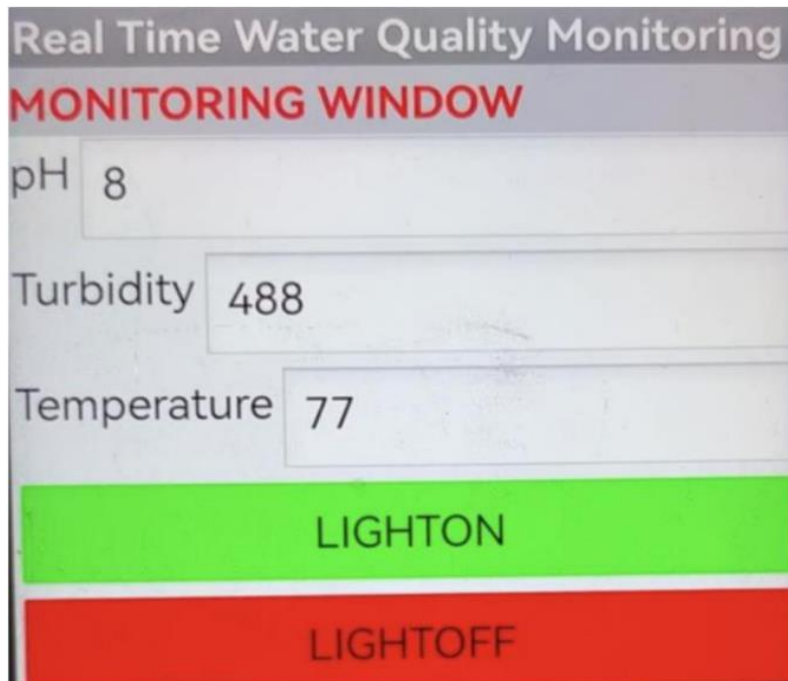 Real Time Water Quality Monitoring
MONITORING WINDOW
pH 8
Turbidity 488
Temperature 77
LIGHTON
LIGHTOFF